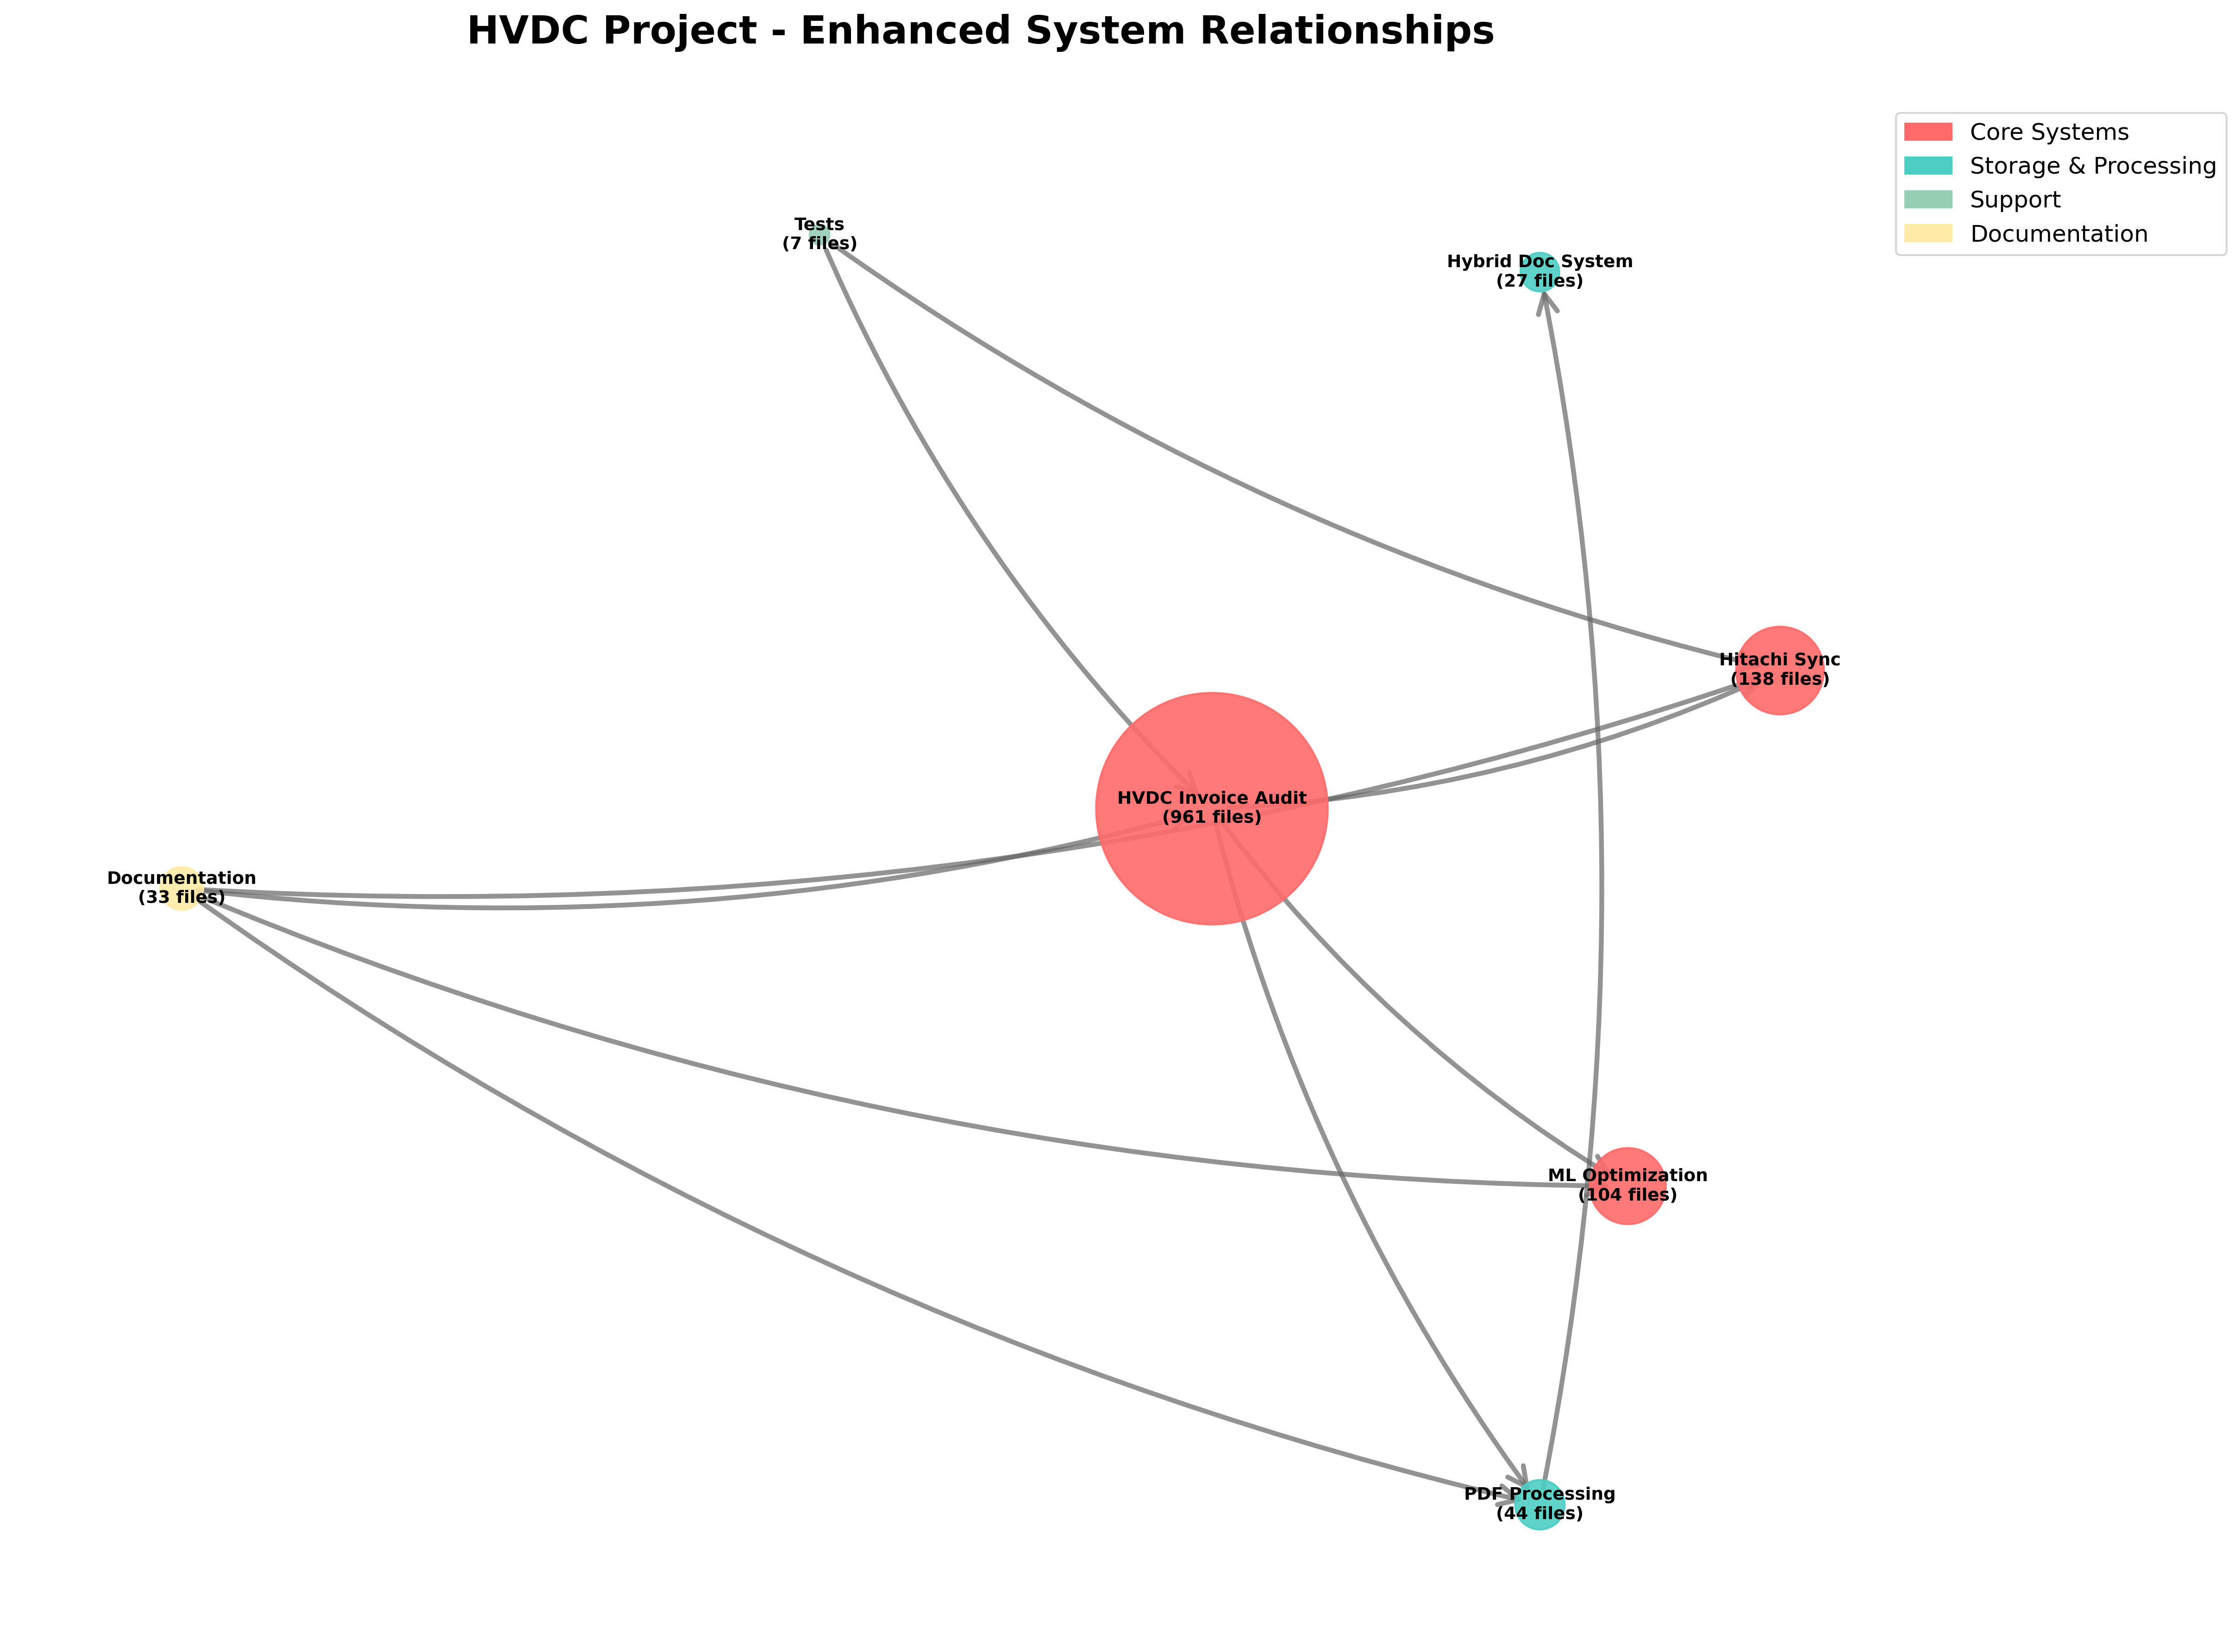 HVDC Project - Enhanced System Relationships
Core Systems
Storage & Processing
Support
Documentation
Tests
(7 files)
Hybrid Doc System
(27 files)
Hitachi Sync
(138 files)
HVDC Invoice Audit
(961 files)
Documentation
(33 files)
ML Optimization
(104 files)
PDF Processing
(44 files)